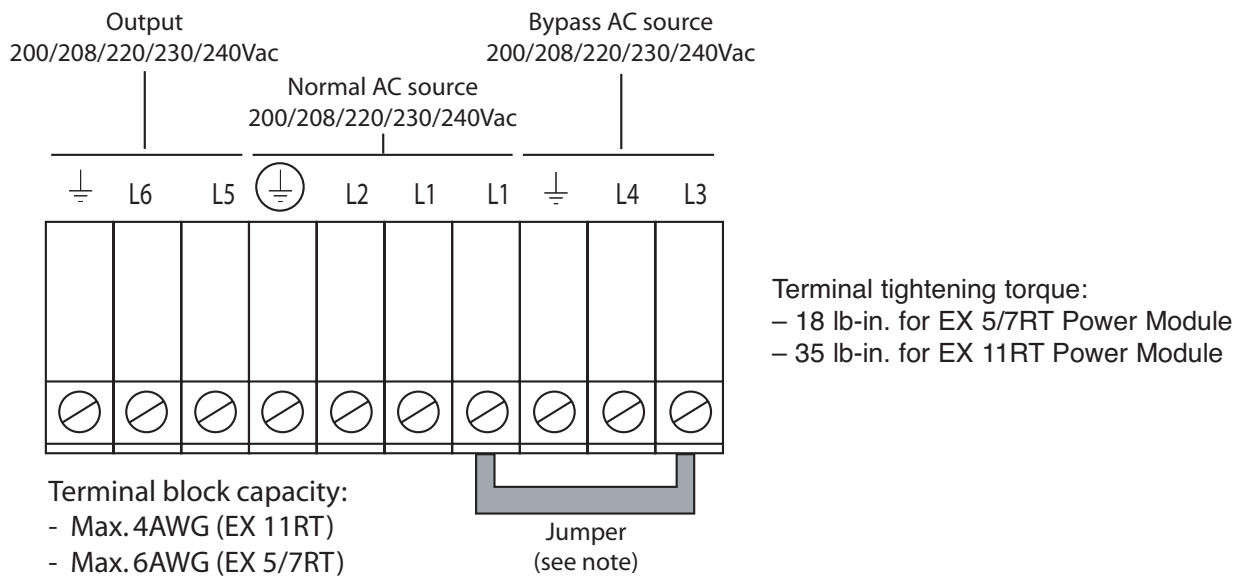 Output
200/208/220/230/240Vac
Bypass AC source
200/208/220/230/240Vac
Normal AC source
200/208/220/230/240Vac
L6 L5 L2 L1 L1 L4 L3
Terminal tightening torque:
– 18 lb-in. for EX 5/7RT Power Module
– 35 lb-in. for EX 11RT Power Module
Terminal block capacity:
- Max. 4AWG (EX 11RT)
- Max. 6AWG (EX 5/7RT)
Jumper
(see note)